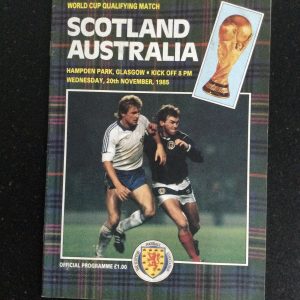 WORLD CUP QUALIFYING MATCH
SCOTLAND
AUSTRALIA
HAMPDEN PARK, GLASGOW • KICK OFF 8 PM
WEDNESDAY, 20th NOVEMBER, 1985
OFFICIAL PROGRAMME £1.00